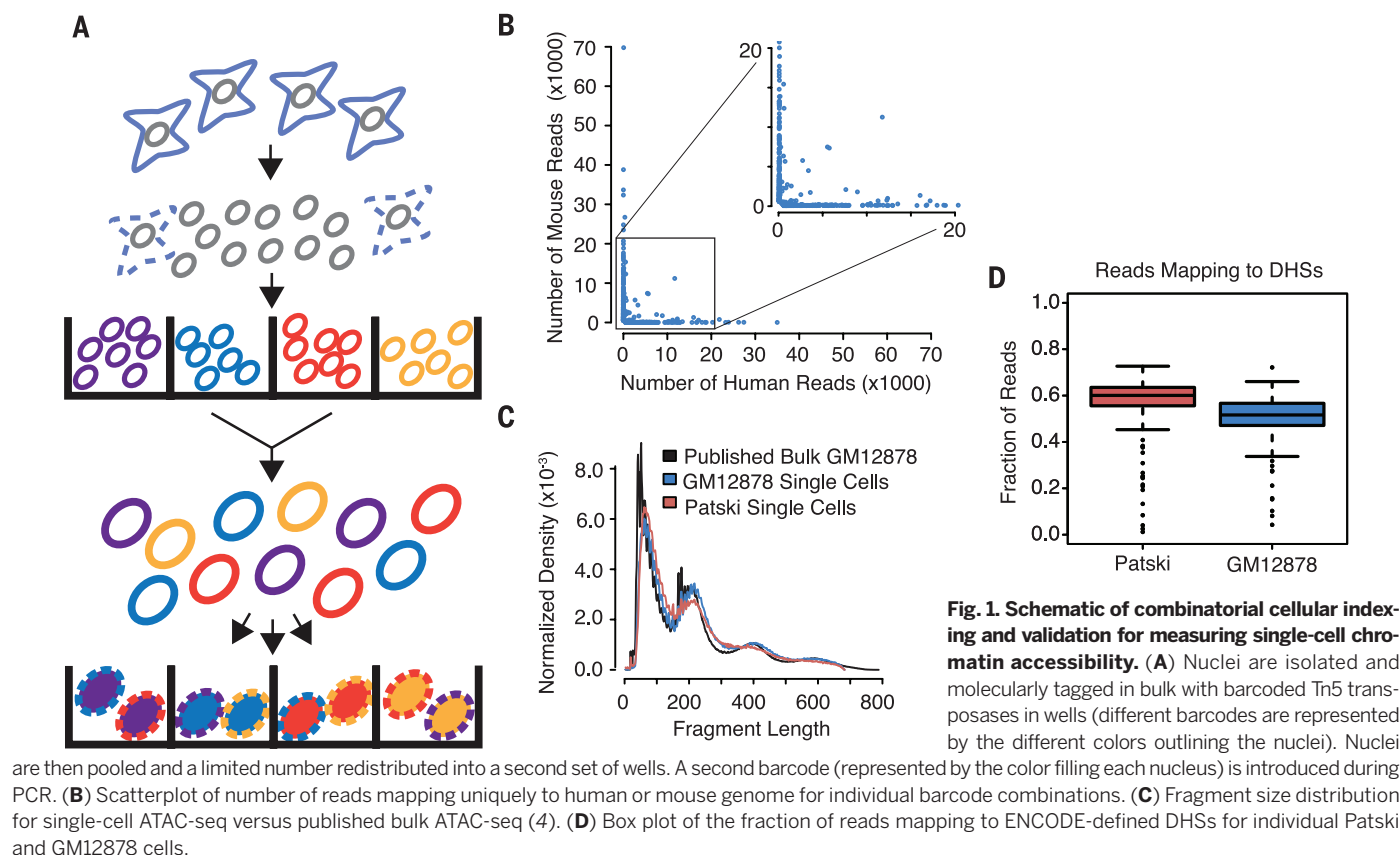 A
B
Number of Mouse Reads (x1000)
70
60
50
40
30
20
10
0
0 10 20 30 40 50 60 70
Number of Human Reads (x1000)
20
0
0 20
C
Normalized Density (x10⁻³)
8.0
6.0
4.0
2.0
0.0
Published Bulk GM12878
GM12878 Single Cells
Patski Single Cells
0 200 400 600 800
Fragment Length
D
Reads Mapping to DHSs
Fraction of Reads
1.0
0.8
0.6
0.4
0.2
0.0
Patski GM12878
Fig. 1. Schematic of combinatorial cellular index-
ing and validation for measuring single-cell chro-
matin accessibility. (A) Nuclei are isolated and
molecularly tagged in bulk with barcoded Tn5 trans-
posases in wells (different barcodes are represented
by the different colors outlining the nuclei). Nuclei
are then pooled and a limited number redistributed into a second set of wells. A second barcode (represented by the color filling each nucleus) is introduced during
PCR. (B) Scatterplot of number of reads mapping uniquely to human or mouse genome for individual barcode combinations. (C) Fragment size distribution
for single-cell ATAC-seq versus published bulk ATAC-seq (4). (D) Box plot of the fraction of reads mapping to ENCODE-defined DHSs for individual Patski
and GM12878 cells.